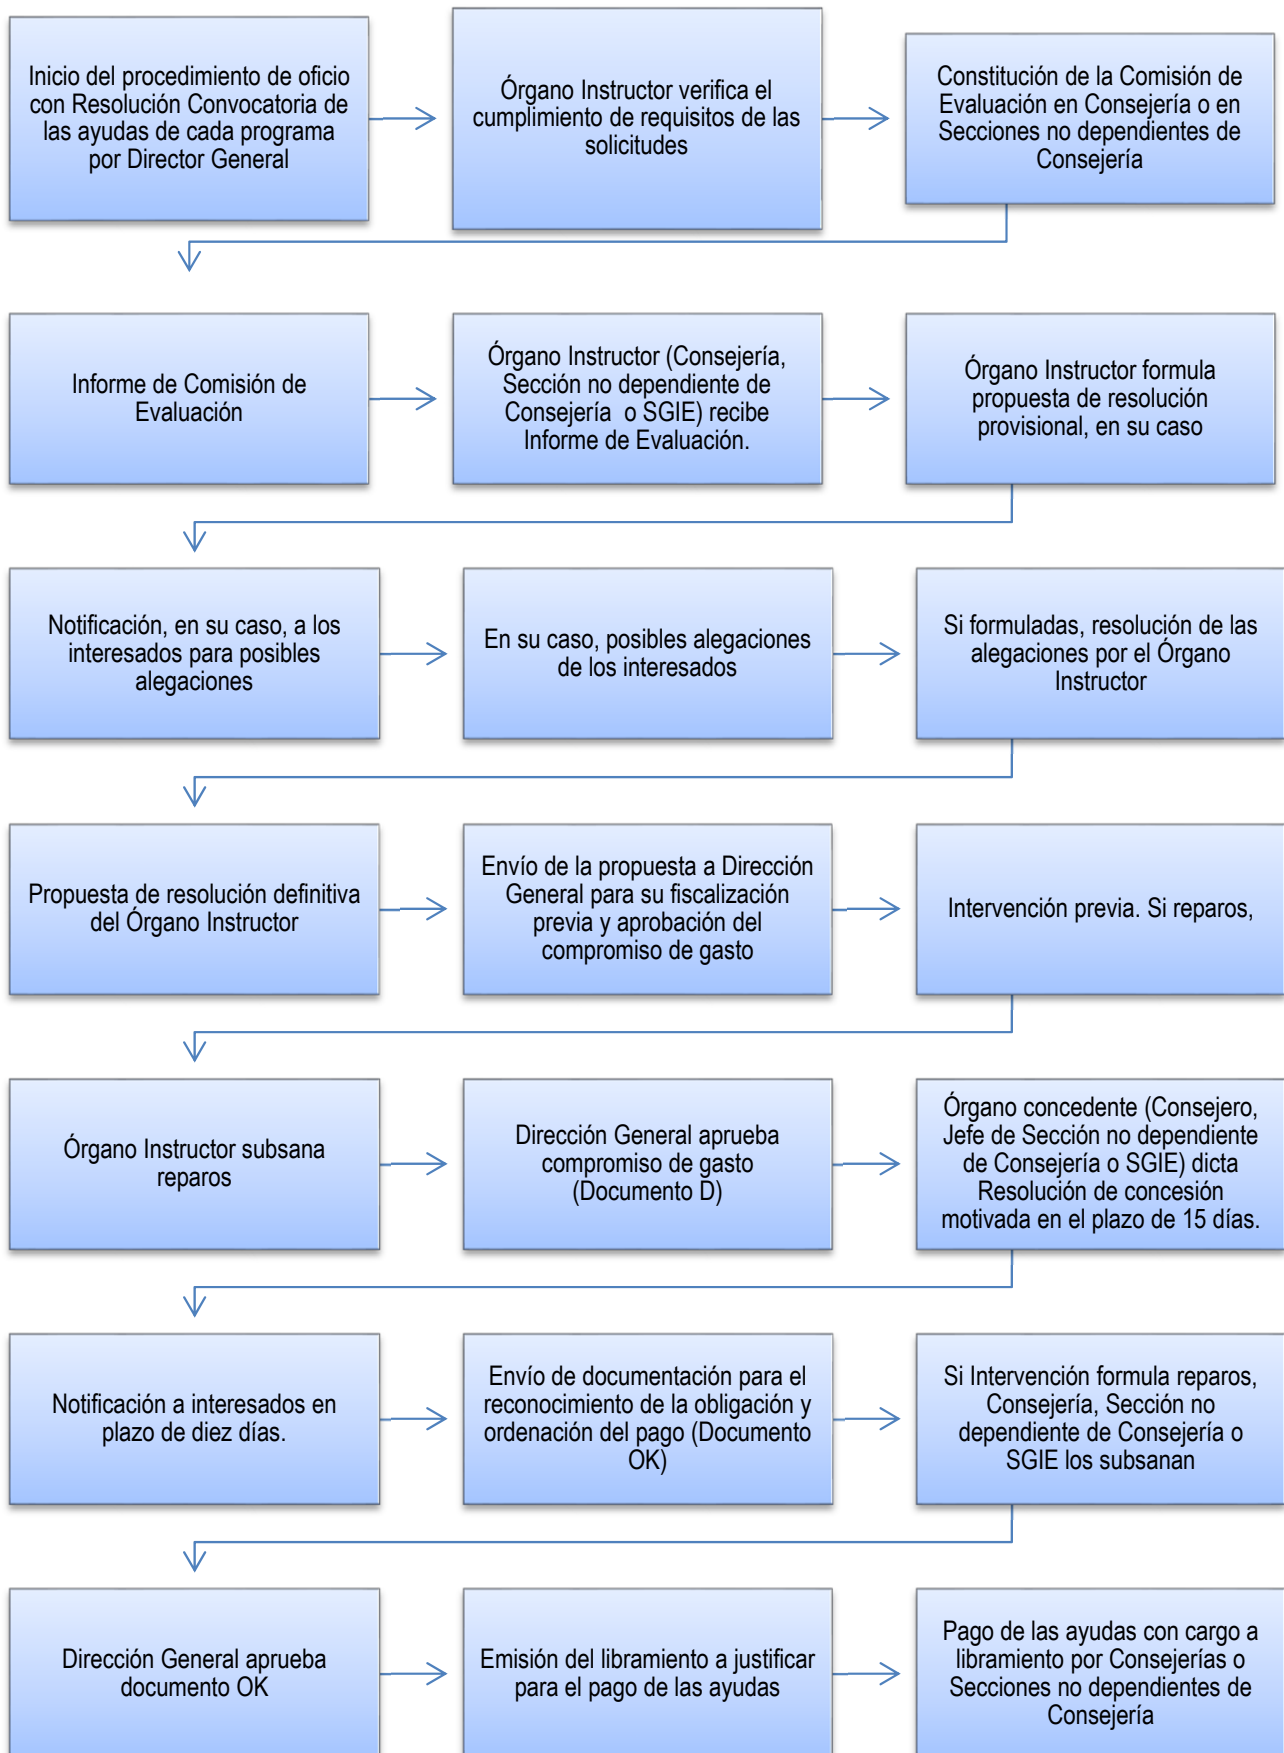 Inicio del procedimiento de oficio
con Resolución Convocatoria de
las ayudas de cada programa
por Director General
Órgano Instructor verifica el
cumplimiento de requisitos de las
solicitudes
Constitución de la Comisión de
Evaluación en Consejería o en
Secciones no dependientes de
Consejería
Informe de Comisión de
Evaluación
Órgano Instructor (Consejería,
Sección no dependiente de
Consejería o SGIE) recibe
Informe de Evaluación.
Órgano Instructor formula
propuesta de resolución
provisional, en su caso
Notificación, en su caso, a los
interesados para posibles
alegaciones
En su caso, posibles alegaciones
de los interesados
Si formuladas, resolución de las
alegaciones por el Órgano
Instructor
Propuesta de resolución definitiva
del Órgano Instructor
Envío de la propuesta a Dirección
General para su fiscalización
previa y aprobación del
compromiso de gasto
Intervención previa. Si reparos,
Órgano Instructor subsana
reparos
Dirección General aprueba
compromiso de gasto
(Documento D)
Órgano concedente (Consejero,
Jefe de Sección no dependiente
de Consejería o SGIE) dicta
Resolución de concesión
motivada en el plazo de 15 días.
Notificación a interesados en
plazo de diez días.
Envío de documentación para el
reconocimiento de la obligación y
ordenación del pago (Documento
OK)
Si Intervención formula reparos,
Consejería, Sección no
dependiente de Consejería o
SGIE los subsanan
Dirección General aprueba
documento OK
Emisión del libramiento a justificar
para el pago de las ayudas
Pago de las ayudas con cargo a
libramiento por Consejerías o
Secciones no dependientes de
Consejería